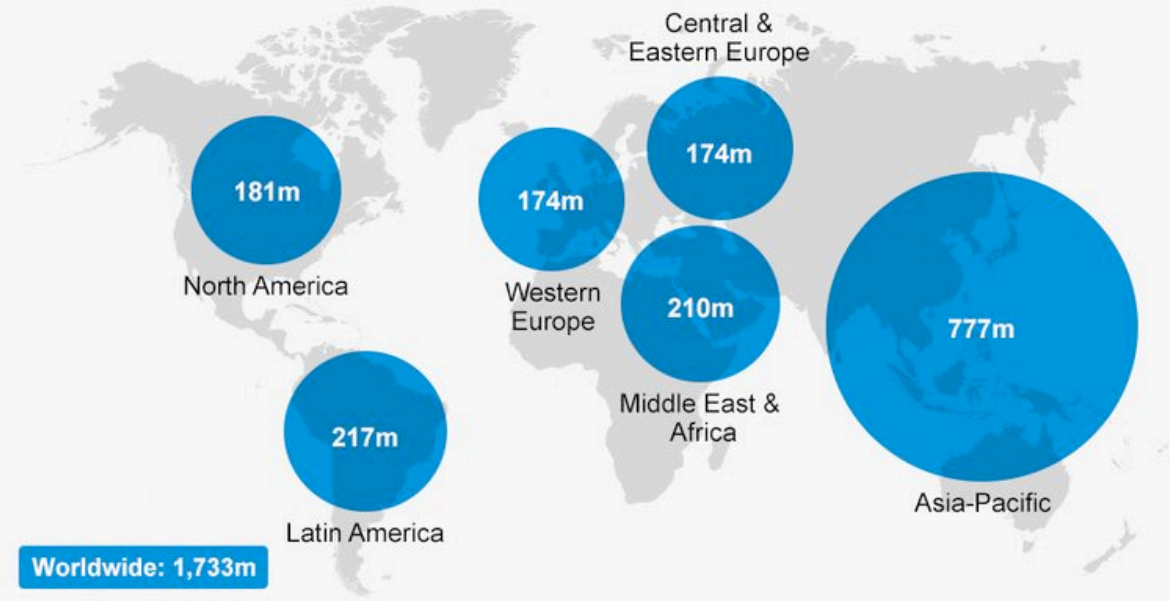 Central &
Eastern Europe
174m
181m
North America
174m
Western
Europe
210m
Middle East &
Africa
777m
Asia-Pacific
217m
Latin America
Worldwide: 1,733m